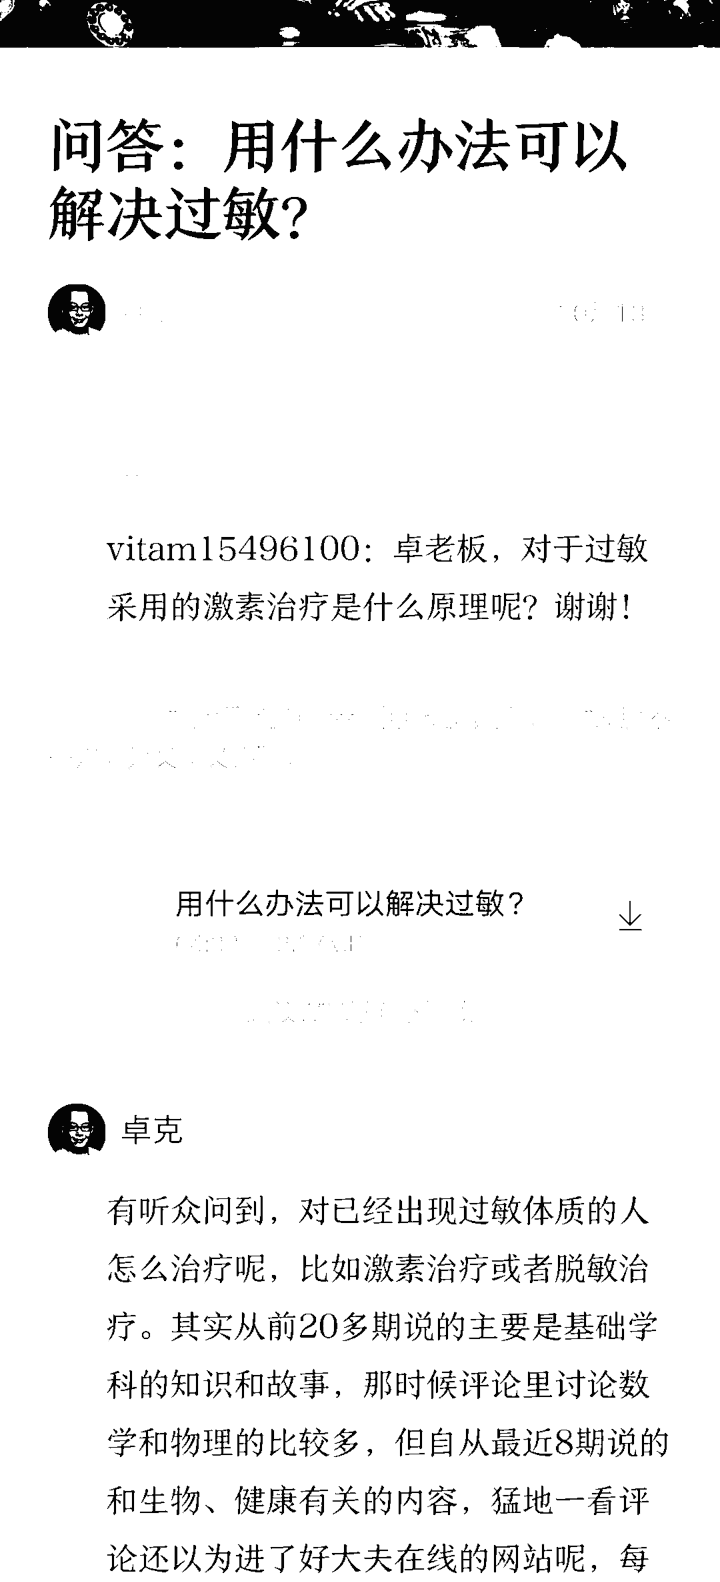 问答：用什么办法可以
解决过敏？
vitam15496100：卓老板，对于过敏
采用的激素治疗是什么原理呢？谢谢！
用什么办法可以解决过敏？
卓克
有听众问到，对已经出现过敏体质的人
怎么治疗呢，比如激素治疗或者脱敏治
疗。其实从前20多期说的主要是基础学
科的知识和故事，那时候评论里讨论数
学和物理的比较多，但自从最近8期说的
和生物、健康有关的内容，猛地一看评
论还以为进了好大夫在线的网站呢，每